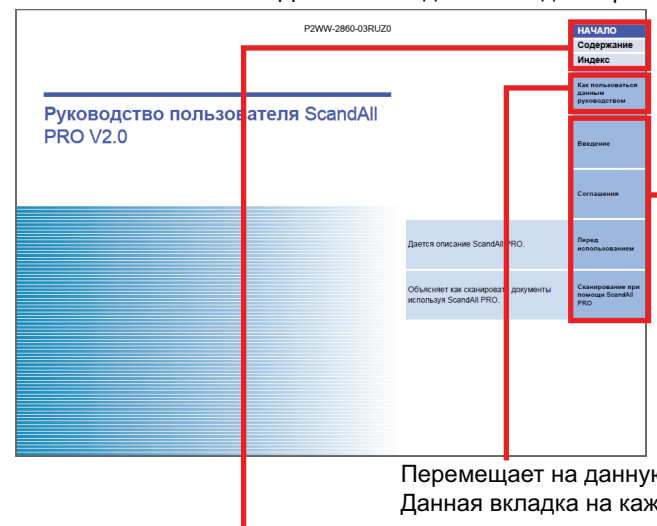 P2WW-2860-03RUZ0
НАЧАЛО
Содержание
Индекс
Как пользоваться
данным
руководством
Руководство пользователя ScandAll
PRO V2.0
Введение
Соглашения
Дается описание ScandAll PRO.
Перед
использованием
Объясняет как сканировать документы
используя ScandAll PRO.
Сканирование при
помощи ScandAll
PRO
Перемещает на
Данная вкладка на